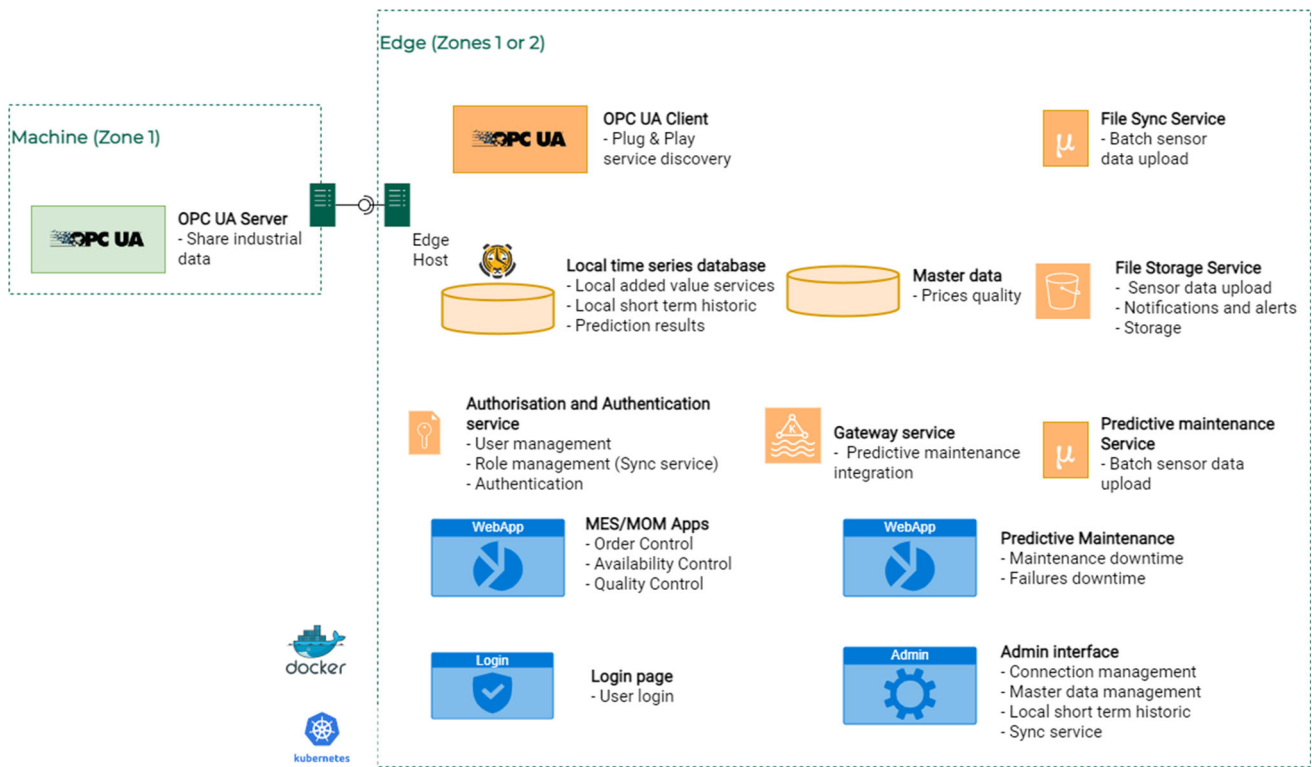 Edge (Zones 1 or 2)
Machine (Zone 1)
OPC UA
OPC UA Server
- Share industrial
data
OPC UA
OPC UA Client
- Plug & Play
service discovery
μ
File Sync Service
- Batch sensor
data upload
Edge
Host
Local time series database
- Local added value services
- Local short term historic
- Prediction results
Master data
- Prices quality
File Storage Service
- Sensor data upload
- Notifications and alerts
- Storage
Authorisation and Authentication
service
- User management
- Role management (Sync service)
- Authentication
K
Gateway service
- Predictive maintenance
integration
μ
Predictive maintenance
Service
- Batch sensor data
upload
WebApp
MES/MOM Apps
- Order Control
- Availability Control
- Quality Control
WebApp
Predictive Maintenance
- Maintenance downtime
- Failures downtime
docker
kubernetes
Login
Login page
- User login
Admin
Admin interface
- Connection management
- Master data management
- Local short term historic
- Sync service